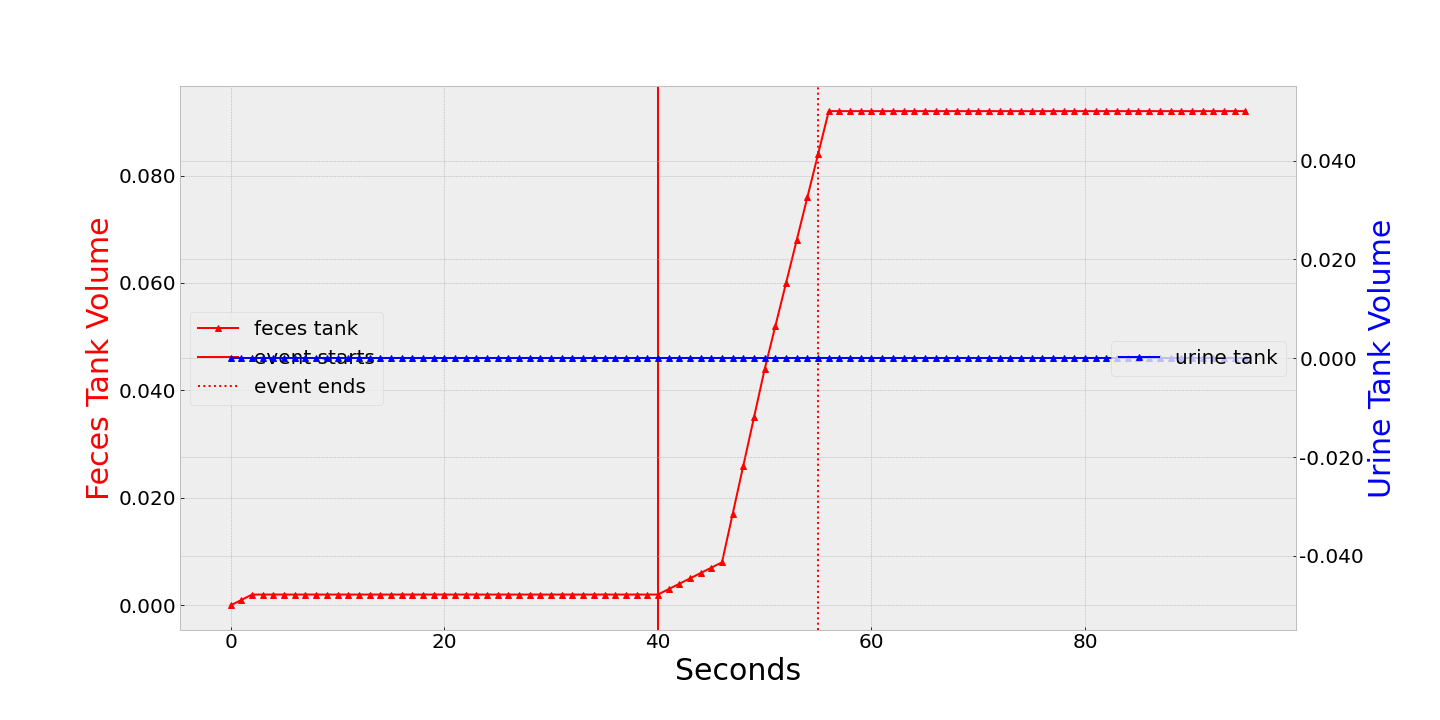 Feces Tank Volume
0.080
0.060
0.040
0.020
0.000
feces tank
event starts
event ends
urine tank
0.040
0.020
0.000
-0.020
-0.040
Urine Tank Volume
0 20 40 60 80
Seconds